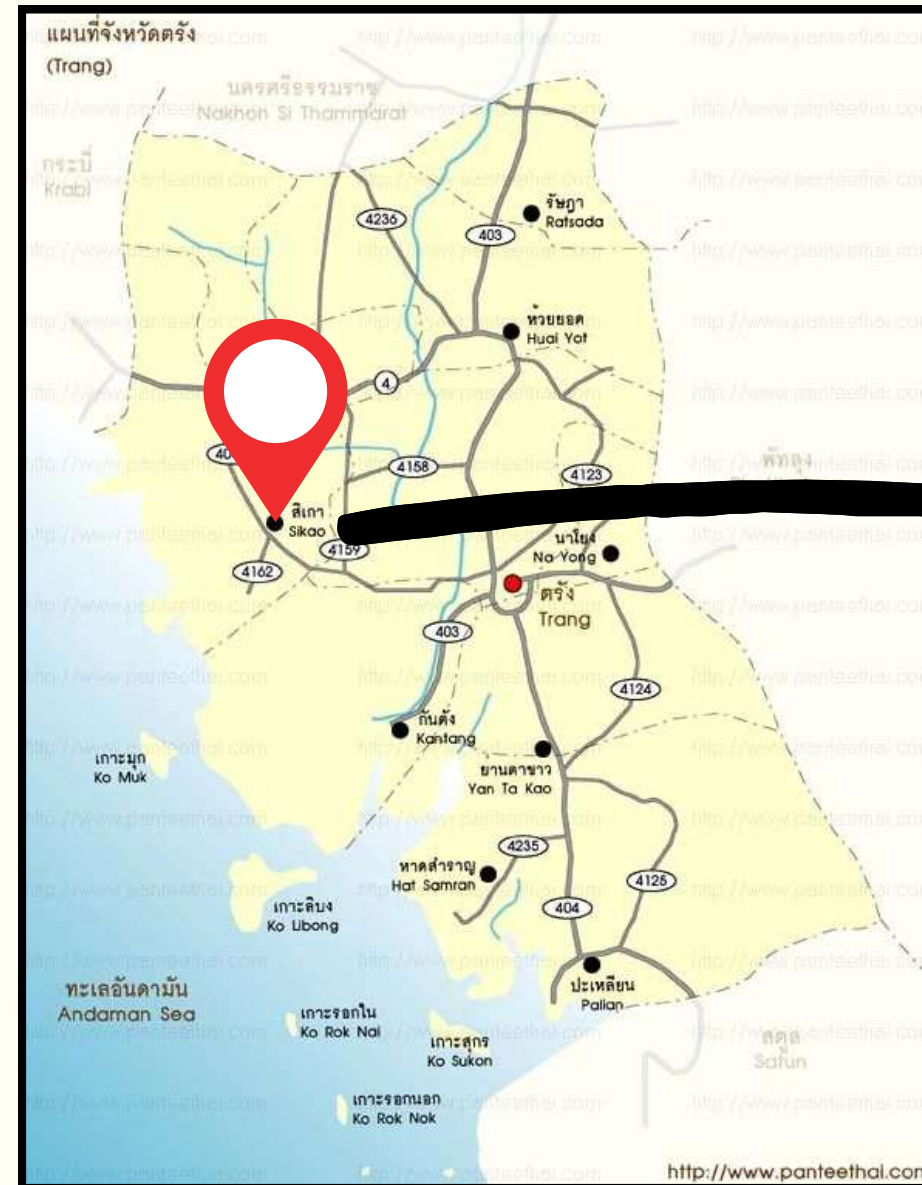 แผนที่จังหวัดตรัง
(Trang)
นครศรีธรรมราช
Nakhon Si Thammarat
กระบี่
Krabi
4236
403
รัษฎา
Ratsada
ห้วยยอด
Huai Yot
4
4158
4123
พัทลุง
สิเกา
Sikao
4159
4162
นาโยง
Na Yong
ตรัง
Trang
403
4124
กันตัง
Kantang
เกาะมุก
Ko Muk
ย่านตาขาว
Yan Ta Kao
4235
หาดสำราญ
Hat Samran
4125
404
เกาะลิบง
Ko Libong
ปะเหลียน
Palian
ทะเลอันดามัน
Andaman Sea
เกาะรอกใน
Ko Rok Nai
เกาะสุกร
Ko Sukon
สตูล
Satun
เกาะรอกนอก
Ko Rok Nok
http://www.panteethai.com